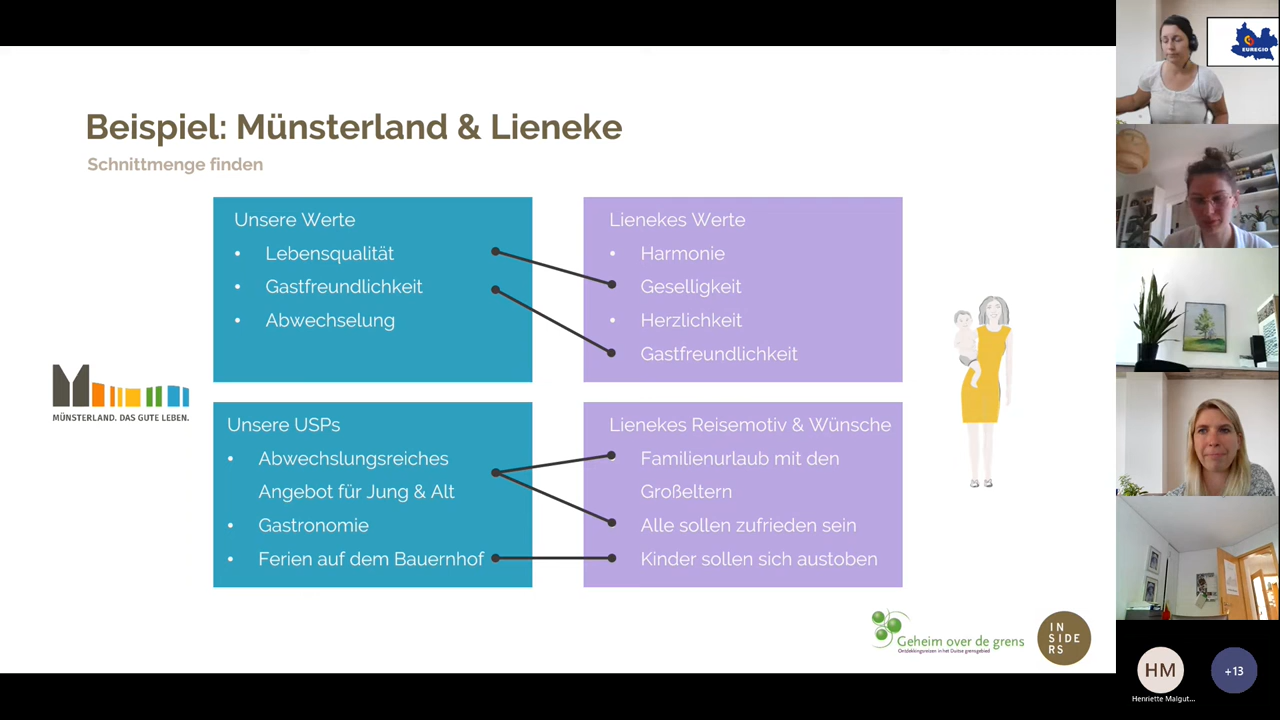 Beispiel: Münsterland & Lieneke
Schnittmenge finden
Unsere Werte
• Lebensqualität
• Gastfreundlichkeit
• Abwechselung
Lienekes Werte
• Harmonie
• Geselligkeit
• Herzlichkeit
• Gastfreundlichkeit
MÜNSTERLAND. DAS GUTE LEBEN.
Unsere USPs
• Abwechslungsreiches
Angebot für Jung & Alt
• Gastronomie
• Ferien auf dem Bauernhof
Lienekes Reisemotiv & Wünsche
Familienurlaub mit den
Großeltern
• Alle sollen zufrieden sein
• Kinder sollen sich austoben
Geheim over de grens
Ontdekkingsreizen in het Duitse grensgebied
IN
SIDE
RS
EUREGIO
HM
+13
Henriette Malgut...